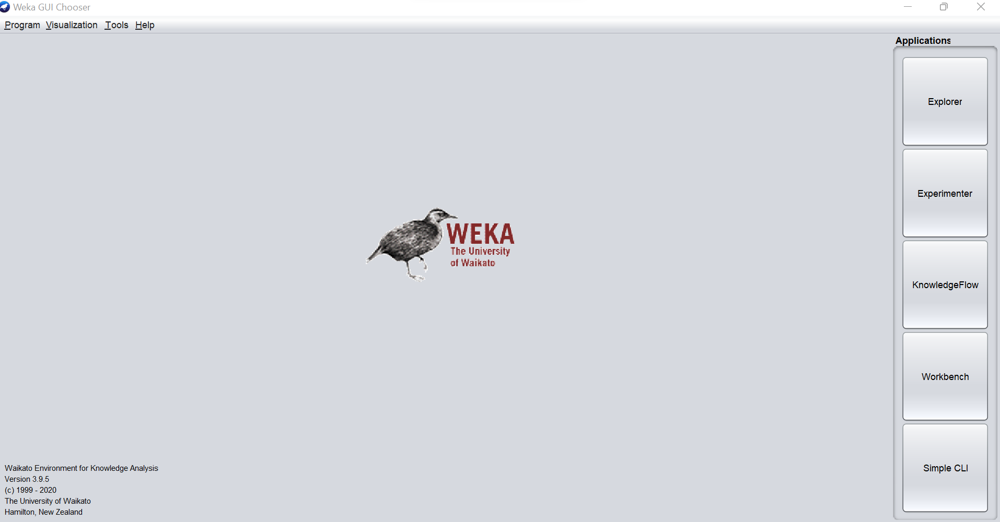 Weka GUI Chooser
Program Visualization Tools Help
Applications
Explorer
Experimenter
KnowledgeFlow
Workbench
Simple CLI
WEKA
The University
of Waikato
Waikato Environment for Knowledge Analysis
Version 3.9.5
(c) 1999 - 2020
The University of Waikato
Hamilton, New Zealand